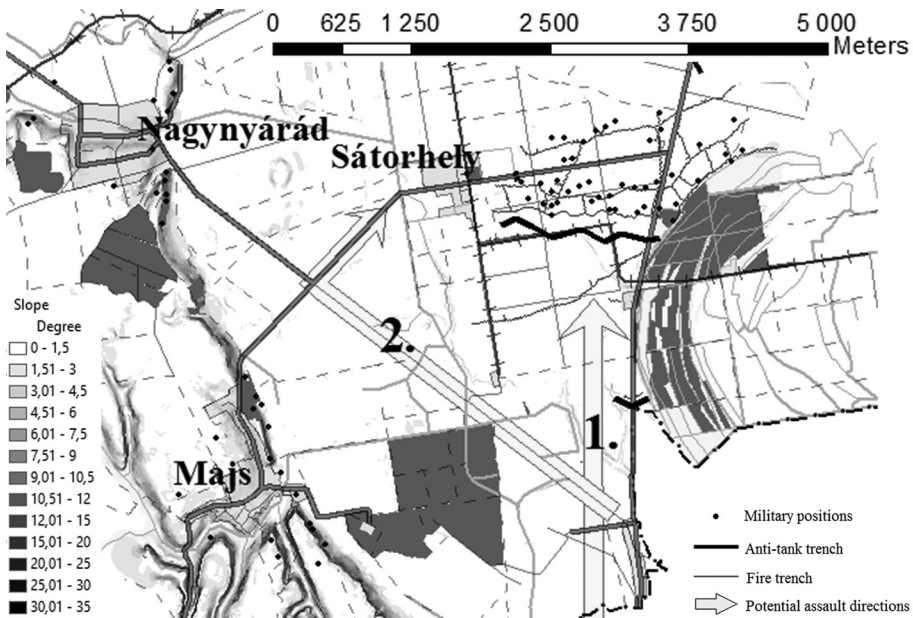 0 625 1 250 2 500 3 750 5 000
Meters
Nagynyárád
Sátorhely
2.
1.
Majs
Slope
Degree
0 - 1,5
1,51 - 3
3,01 - 4,5
4,51 - 6
6,01 - 7,5
7,51 - 9
9,01 - 10,5
10,51 - 12
12,01 - 15
15,01 - 20
20,01 - 25
25,01 - 30
30,01 - 35
Military positions
Anti-tank trench
Fire trench
Potential assault directions